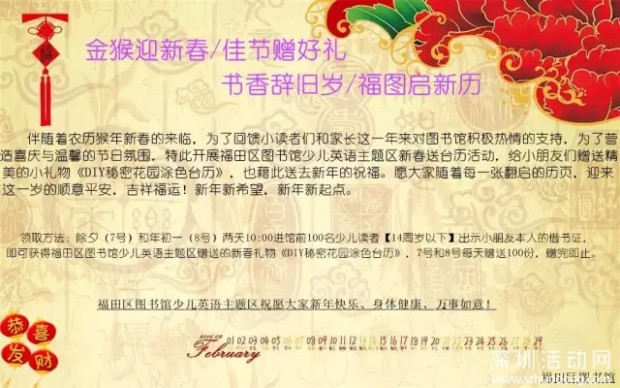 金猴迎新春/佳节赠好礼
书香辞旧岁/福图启新历
伴随着农历猴年新春的来临，为了回馈小读者们和家长这一年来对图书馆积极热情的支持，为了营
造喜庆与温馨的节日氛围，特此开展福田区图书馆少儿英语主题区新春送台历活动，给小朋友们赠送精
美的小礼物《DIY秘密花园涂色台历》，也藉此送去新年的祝福。愿大家随着每一张翻启的历页，迎来
这一岁的顺意平安，吉祥福运！新年新希望，新年新起点。
领取方法：除夕（7号）和年初一（8号）两天10:00进馆前100名少儿读者【14周岁以下】出示小朋友本人的借书证，
即可获得福田区图书馆少儿英语主题区赠送的新春礼物《DIY秘密花园涂色台历》，7号和8号每天赠送100份，赠完即止。
福田区图书馆少儿英语主题区祝愿大家新年快乐、身体健康、万事如意！
恭喜
发财
February
01 02 03 04 05 06 07 08 09 10 11 12 13 14 15 16 17 18 19 20 21 22 23 24 25 26 27 28 29
深圳活动网
福田区图书馆